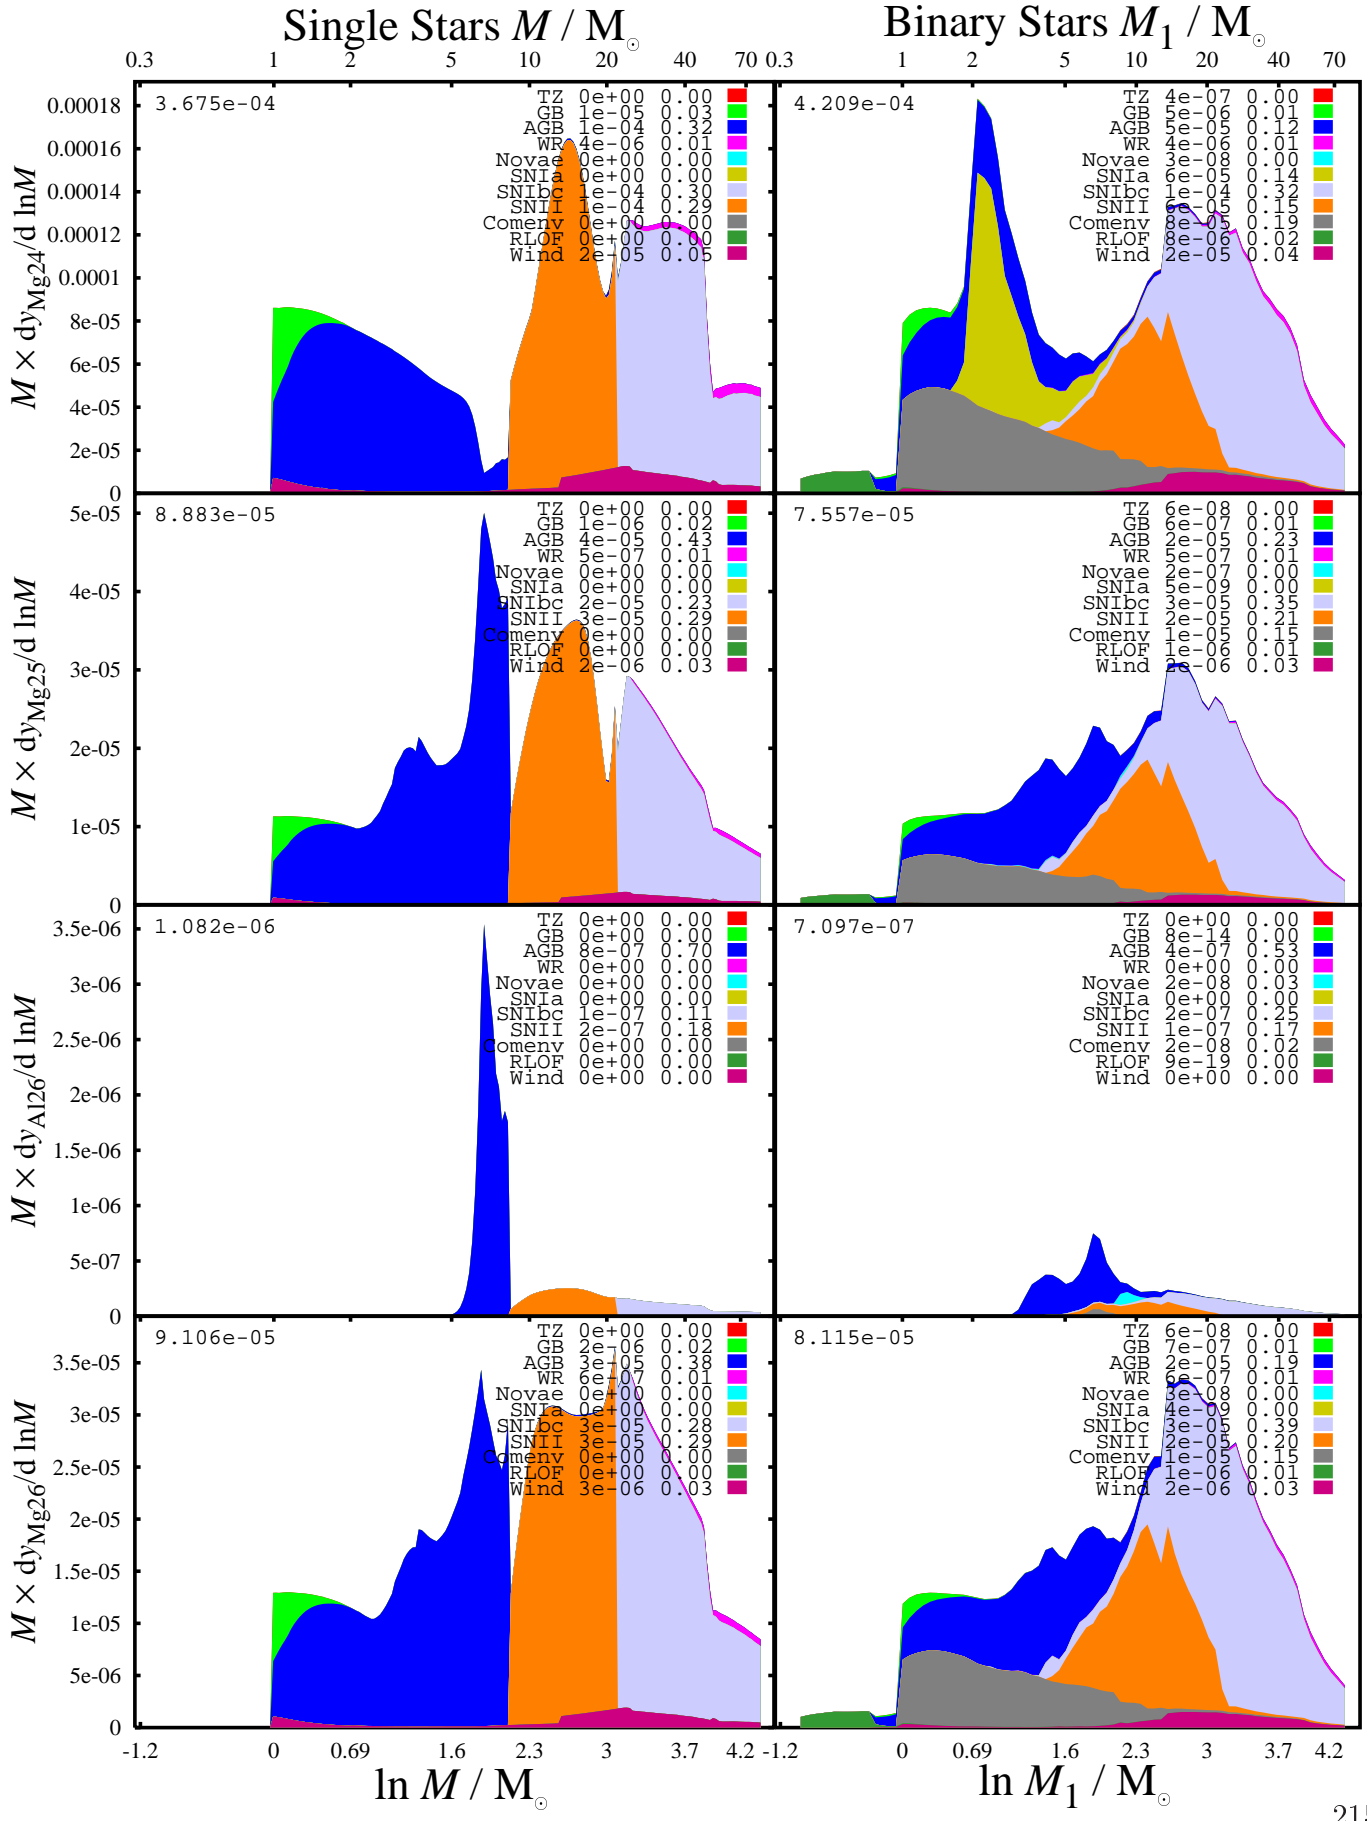 Single Stars M / M☉
Binary Stars M1 / M☉
0.3 1 2 5 10 20 40 70
0.3 1 2 5 10 20 40 70
M × dyMg24/d lnM
0.00018
0.00016
0.00014
0.00012
0.0001
8e-05
6e-05
4e-05
2e-05
0
3.675e-04
TZ 0e+00 0.00
GB 1e-05 0.03
AGB 1e-04 0.32
WR 4e-06 0.01
Novae 0e+00 0.00
SNIa 0e+00 0.00
SNIbc 1e-04 0.30
SNII 1e-04 0.29
Comenv 0e+00 0.00
RLOF 0e+00 0.00
Wind 2e-05 0.05
4.209e-04
TZ 4e-07 0.00
GB 5e-06 0.01
AGB 5e-05 0.12
WR 4e-06 0.01
Novae 3e-08 0.00
SNIa 6e-05 0.14
SNIbc 1e-04 0.32
SNII 6e-05 0.15
Comenv 8e-05 0.19
RLOF 8e-06 0.02
Wind 2e-05 0.04
M × dyMg25/d lnM
5e-05
4e-05
3e-05
2e-05
1e-05
0
8.883e-05
TZ 0e+00 0.00
GB 1e-06 0.02
AGB 4e-05 0.43
WR 5e-07 0.01
Novae 0e+00 0.00
SNIa 0e+00 0.00
SNIbc 2e-05 0.23
SNII 3e-05 0.29
Comenv 0e+00 0.00
RLOF 0e+00 0.00
Wind 2e-06 0.03
7.557e-05
TZ 6e-08 0.00
GB 6e-07 0.01
AGB 2e-05 0.23
WR 5e-07 0.01
Novae 2e-07 0.00
SNIa 5e-09 0.00
SNIbc 3e-05 0.35
SNII 2e-05 0.21
Comenv 1e-05 0.15
RLOF 1e-06 0.01
Wind 2e-06 0.03
M × dyAl26/d lnM
3.5e-06
3e-06
2.5e-06
2e-06
1.5e-06
1e-06
5e-07
0
1.082e-06
TZ 0e+00 0.00
GB 0e+00 0.00
AGB 8e-07 0.70
WR 0e+00 0.00
Novae 0e+00 0.00
SNIa 0e+00 0.00
SNIbc 1e-07 0.11
SNII 2e-07 0.18
Comenv 0e+00 0.00
RLOF 0e+00 0.00
Wind 0e+00 0.00
7.097e-07
TZ 0e+00 0.00
GB 8e-14 0.00
AGB 4e-07 0.53
WR 0e+00 0.00
Novae 2e-08 0.03
SNIa 0e+00 0.00
SNIbc 2e-07 0.25
SNII 1e-07 0.17
Comenv 2e-08 0.02
RLOF 9e-19 0.00
Wind 0e+00 0.00
M × dyMg26/d lnM
3.5e-05
3e-05
2.5e-05
2e-05
1.5e-05
1e-05
5e-06
0
9.106e-05
TZ 0e+00 0.00
GB 2e-06 0.02
AGB 3e-05 0.38
WR 6e-07 0.01
Novae 0e+00 0.00
SNIa 0e+00 0.00
SNIbc 3e-05 0.28
SNII 3e-05 0.29
Comenv 0e+00 0.00
RLOF 0e+00 0.00
Wind 3e-06 0.03
8.115e-05
TZ 6e-08 0.00
GB 7e-07 0.01
AGB 2e-05 0.19
WR 6e-07 0.01
Novae 3e-08 0.00
SNIa 4e-09 0.00
SNIbc 3e-05 0.39
SNII 2e-05 0.20
Comenv 1e-05 0.15
RLOF 1e-06 0.01
Wind 2e-06 0.03
-1.2 0 0.69 1.6 2.3 3 3.7 4.2
-1.2 0 0.69 1.6 2.3 3 3.7 4.2
ln M / M☉
ln M1 / M☉
215